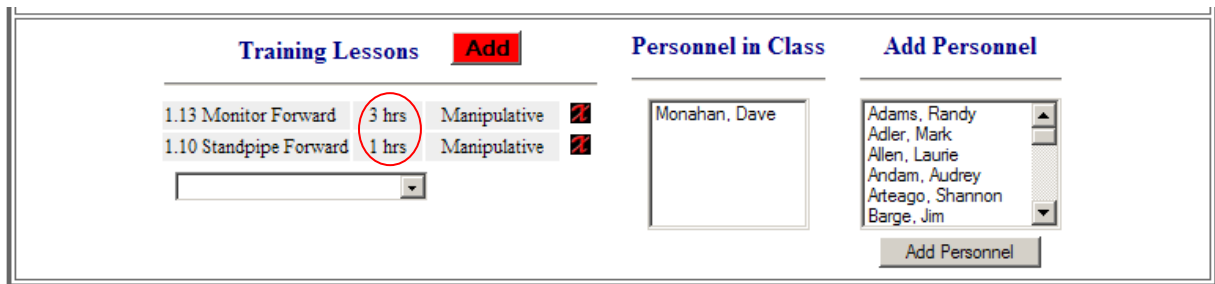 Training Lessons Add
1.13 Monitor Forward 3 hrs Manipulative X
1.10 Standpipe Forward 1 hrs Manipulative X
Personnel in Class
Monahan, Dave
Add Personnel
Adams, Randy
Adler, Mark
Allen, Laurie
Andam, Audrey
Arteago, Shannon
Barge, Jim
Add Personnel